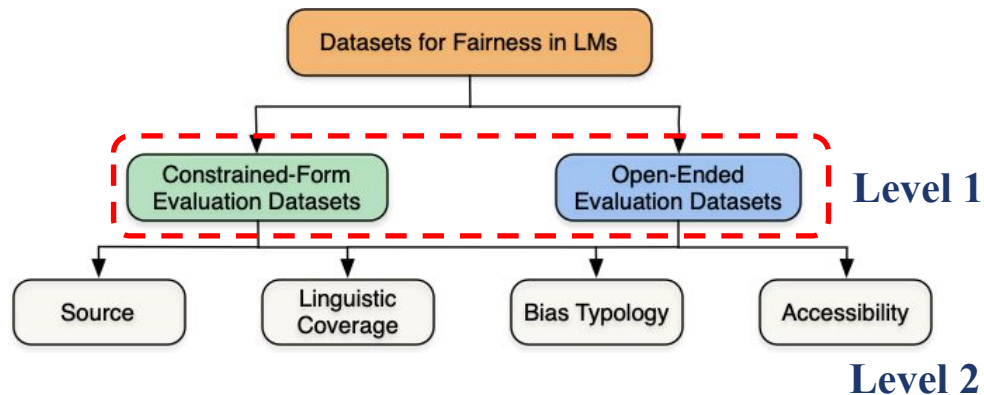 Datasets for Fairness in LMs
Constrained-Form
Evaluation Datasets
Open-Ended
Evaluation Datasets
Level 1
Source
Linguistic
Coverage
Bias Typology
Accessibility
Level 2